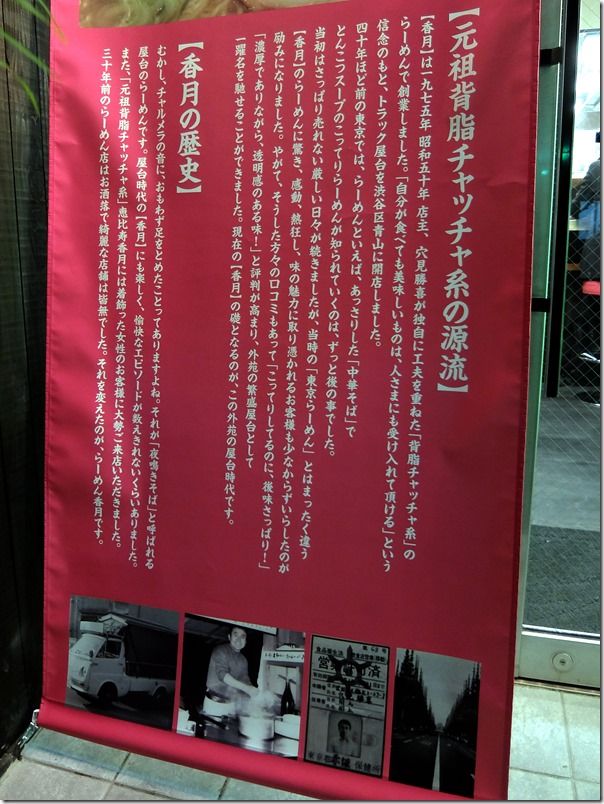 【元祖背脂チャッチャ系の源流】
【香月】は一九七五年 昭和五十年 店主、穴見勝喜が独自に工夫を重ねた「背脂チャッチャ系」の
らーめんで創業しました。「自分が食べても美味しいものは、人さまにも受け入れて頂ける」という
信念のもと、トラック屋台を渋谷区青山に開店しました。
四十年ほど前の東京では、らーめんといえば、あっさりした「中華そば」で
とんこつスープのこってりらーめんが知られていくのは、ずっと後の事でした。
当初はさっぱり売れない厳しい日々が続きましたが、当時の「東京らーめん」とはまったく違う
【香月】のらーめんに驚き、感動、熱狂し、味の魅力に取り憑かれるお客様も少なからずいらしたのが
励みになりました。やがて、そうした方々の口コミもあって「こってりしてるのに、後味さっぱり!」
「濃厚でありながら、透明感のある味!」と評判が高まり、外苑の繁盛屋台として
一躍名を馳せることができました。現在の【香月】の礎となるのが、この外苑の屋台時代です。
【香月の歴史】
むかし、チャルメラの音に、おもわず足をとめたことってありますよね。それが「夜鳴きそば」と呼ばれる
屋台のらーめんです。屋台時代の【香月】にも楽しく、愉快なエピソードが数えきれないくらいありました。
また、「元祖背脂チャッチャ系」恵比寿香月には着飾った女性のお客様に大勢ご来店いただきました。
三十年前のらーめん店はお洒落で綺麗な店舗は皆無でした。それを変えたのが、らーめん香月です。